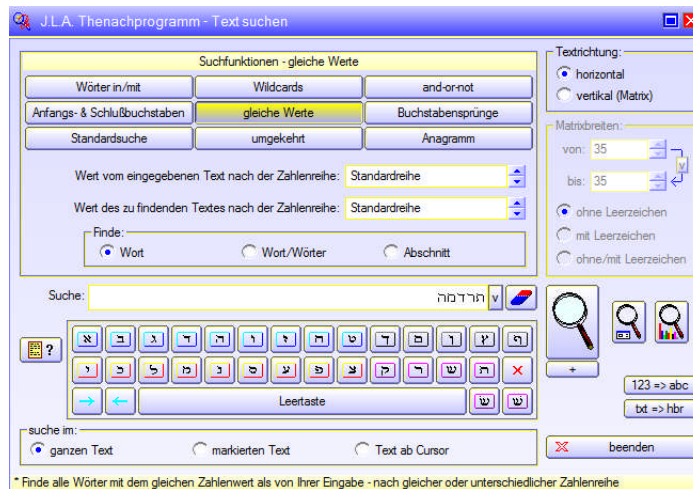 J.L.A. Thenachprogramm - Text suchen
Suchfunktionen - gleiche Werte
Wörter in/mit
Wildcards
and-or-not
Anfangs- & Schlußbuchstaben
gleiche Werte
Buchstabensprünge
Standardsuche
umgekehrt
Anagramm
Wert vom eingegebenen Text nach der Zahlenreihe: Standardreihe
Wert des zu findenden Textes nach der Zahlenreihe: Standardreihe
Finde:
Wort
Wort/Wörter
Abschnitt
Textrichtung:
horizontal
vertikal (Matrix)
Matrixbreiten:
von: 35
v
bis: 35
ohne Leerzeichen
mit Leerzeichen
ohne/mit Leerzeichen
Suche: תרדמה v
?
א ב ג ד ה ו ז ח ט ך ם ן ץ ף
י כ ל מ נ ס ע פ צ ק ר ש ת ×
→ ← Leertaste שׁ שׂ
+
123 => abc
txt => hbr
suche im:
ganzen Text
markierten Text
Text ab Cursor
beenden
* Finde alle Wörter mit dem gleichen Zahlenwert als von Ihrer Eingabe - nach gleicher oder unterschiedlicher Zahlenreihe